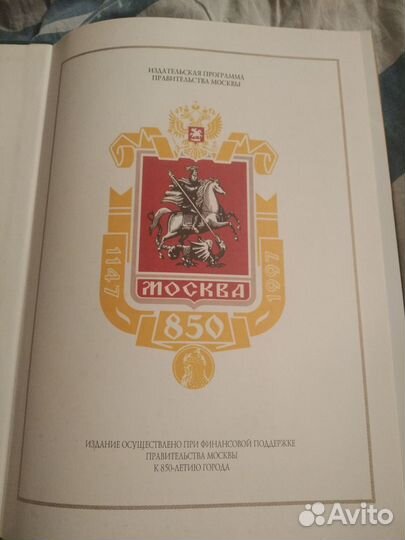 ИЗДАТЕЛЬСКАЯ ПРОГРАММА
ПРАВИТЕЛЬСТВА МОСКВЫ
1147
1997
МОСКВА
850
ИЗДАНИЕ ОСУЩЕСТВЛЕНО ПРИ ФИНАНСОВОЙ ПОДДЕРЖКЕ
ПРАВИТЕЛЬСТВА МОСКВЫ
К 850-ЛЕТИЮ ГОРОДА
Avito